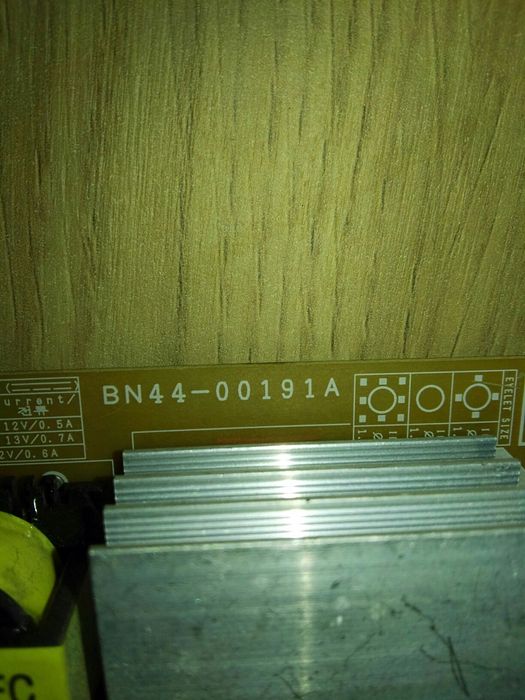 urrent/
전류
BN44-00191A
12V/0.5A
13V/0.7A
2V/0.6A
EYELET SIZE
FC